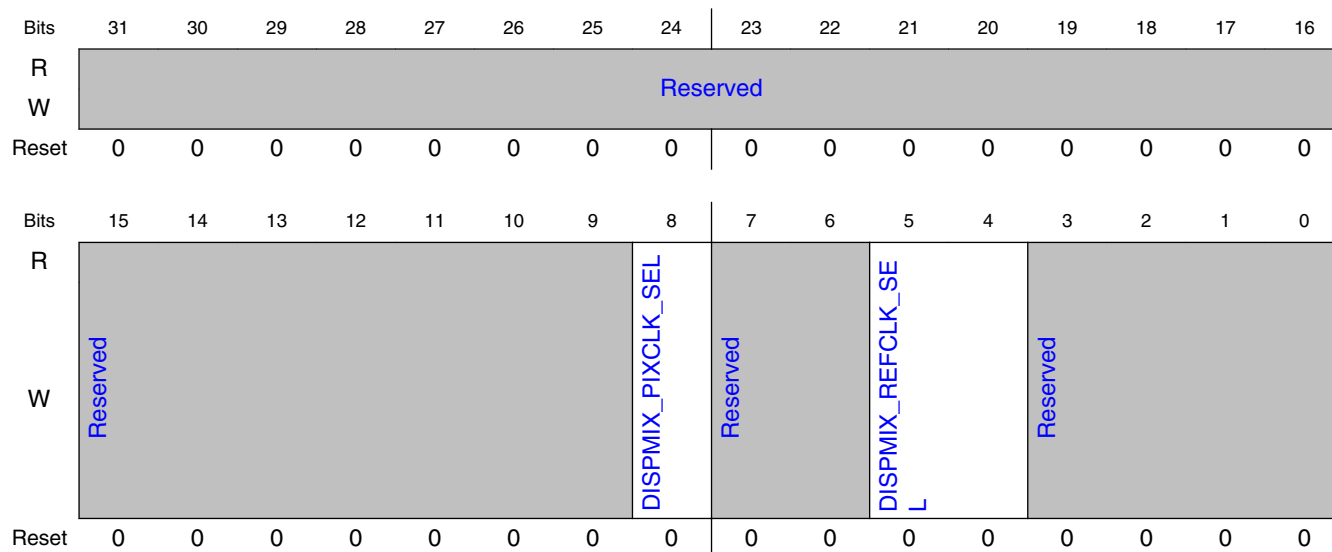 Bits 31 30 29 28 27 26 25 24 23 22 21 20 19 18 17 16
R
Reserved
W
Reset 0 0 0 0 0 0 0 0 0 0 0 0 0 0 0 0
Bits 15 14 13 12 11 10 9 8 7 6 5 4 3 2 1 0
R
W
Reserved
DISPMIX_PIXCLK_SEL
Reserved
DISPMIX_REFCLK_SE
L
Reserved
Reset 0 0 0 0 0 0 0 0 0 0 0 0 0 0 0 0